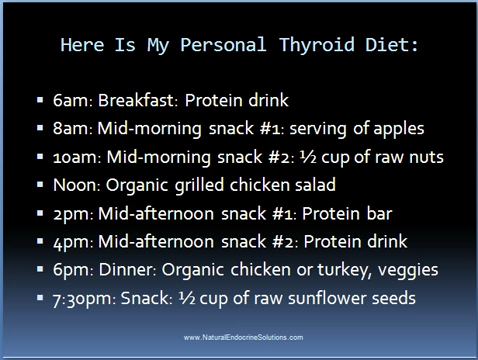 Here Is My Personal Thyroid Diet:
▪ 6am: Breakfast: Protein drink
▪ 8am: Mid-morning snack #1: serving of apples
▪ 10am: Mid-morning snack #2: ½ cup of raw nuts
▪ Noon: Organic grilled chicken salad
▪ 2pm: Mid-afternoon snack #1: Protein bar
▪ 4pm: Mid-afternoon snack #2: Protein drink
▪ 6pm: Dinner: Organic chicken or turkey, veggies
▪ 7:30pm: Snack: ½ cup of raw sunflower seeds
www.NaturalEndocrineSolutions.com